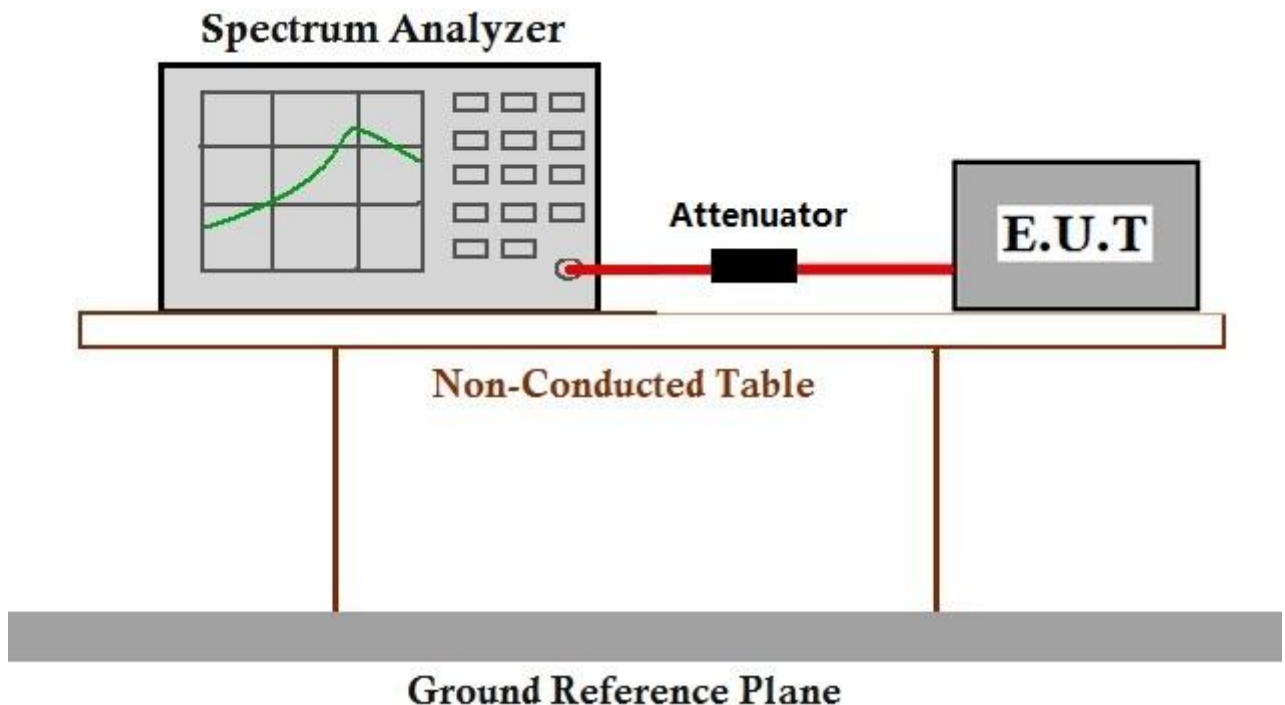 Spectrum Analyzer
Attenuator
E.U.T
Non-Conducted Table
Ground Reference Plane